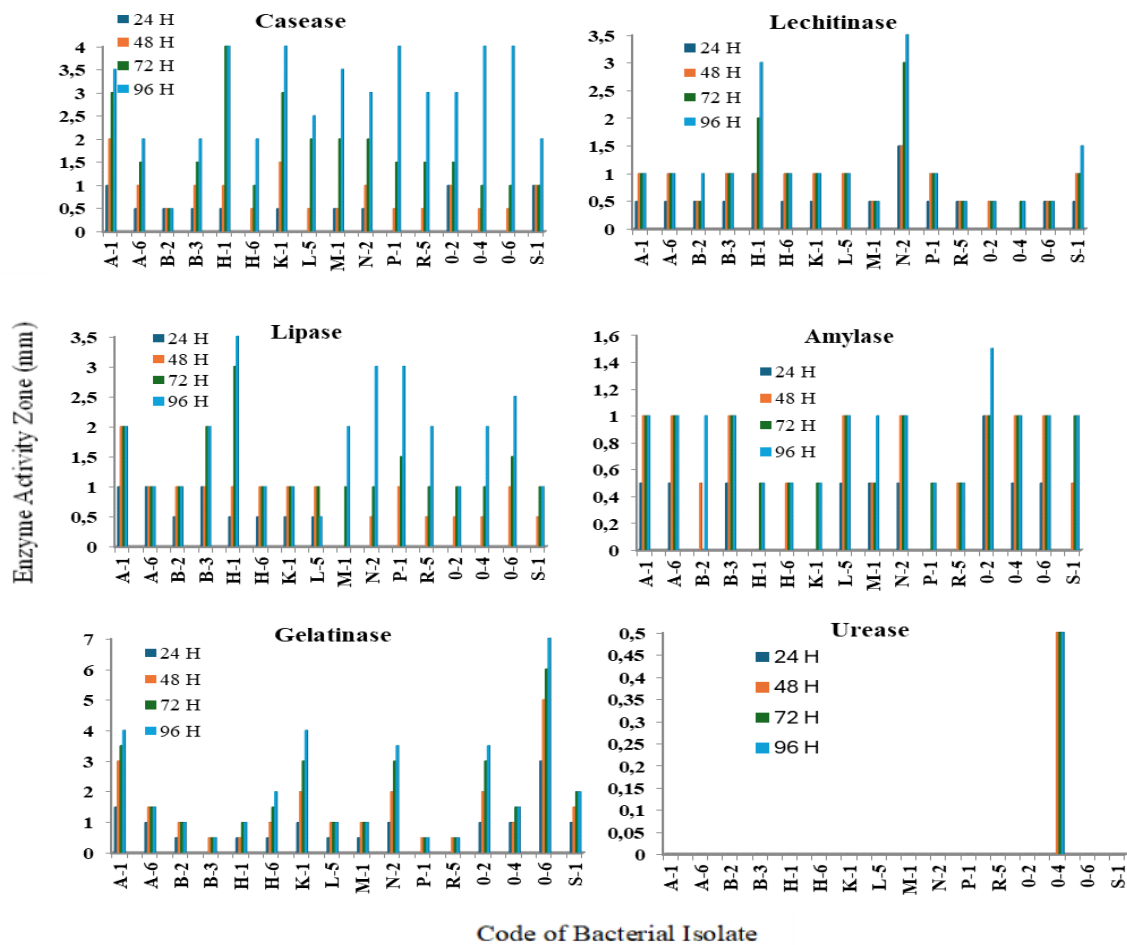 Casease
24 H
48 H
72 H
96 H
4
3,5
3
2,5
2
1,5
1
0,5
0
A-1 A-6 B-2 B-3 H-1 H-6 K-1 L-5 M-1 N-2 P-1 R-5 0-2 0-4 0-6 S-1
Lechitinase
24 H
48 H
72 H
96 H
3,5
3
2,5
2
1,5
1
0,5
0
A-1 A-6 B-2 B-3 H-1 H-6 K-1 L-5 M-1 N-2 P-1 R-5 0-2 0-4 0-6 S-1
Enzyme Activity Zone (mm)
Lipase
24 H
48 H
72 H
96 H
3,5
3
2,5
2
1,5
1
0,5
0
A-1 A-6 B-2 B-3 H-1 H-6 K-1 L-5 M-1 N-2 P-1 R-5 0-2 0-4 0-6 S-1
Amylase
24 H
48 H
72 H
96 H
1,6
1,4
1,2
1
0,8
0,6
0,4
0,2
0
A-1 A-6 B-2 B-3 H-1 H-6 K-1 L-5 M-1 N-2 P-1 R-5 0-2 0-4 0-6 S-1
Gelatinase
24 H
48 H
72 H
96 H
7
6
5
4
3
2
1
0
A-1 A-6 B-2 B-3 H-1 H-6 K-1 L-5 M-1 N-2 P-1 R-5 0-2 0-4 0-6 S-1
Urease
24 H
48 H
72 H
96 H
0,5
0,45
0,4
0,35
0,3
0,25
0,2
0,15
0,1
0,05
0
A-1 A-6 B-2 B-3 H-1 H-6 K-1 L-5 M-1 N-2 P-1 R-5 0-2 0-4 0-6 S-1
Code of Bacterial Isolate